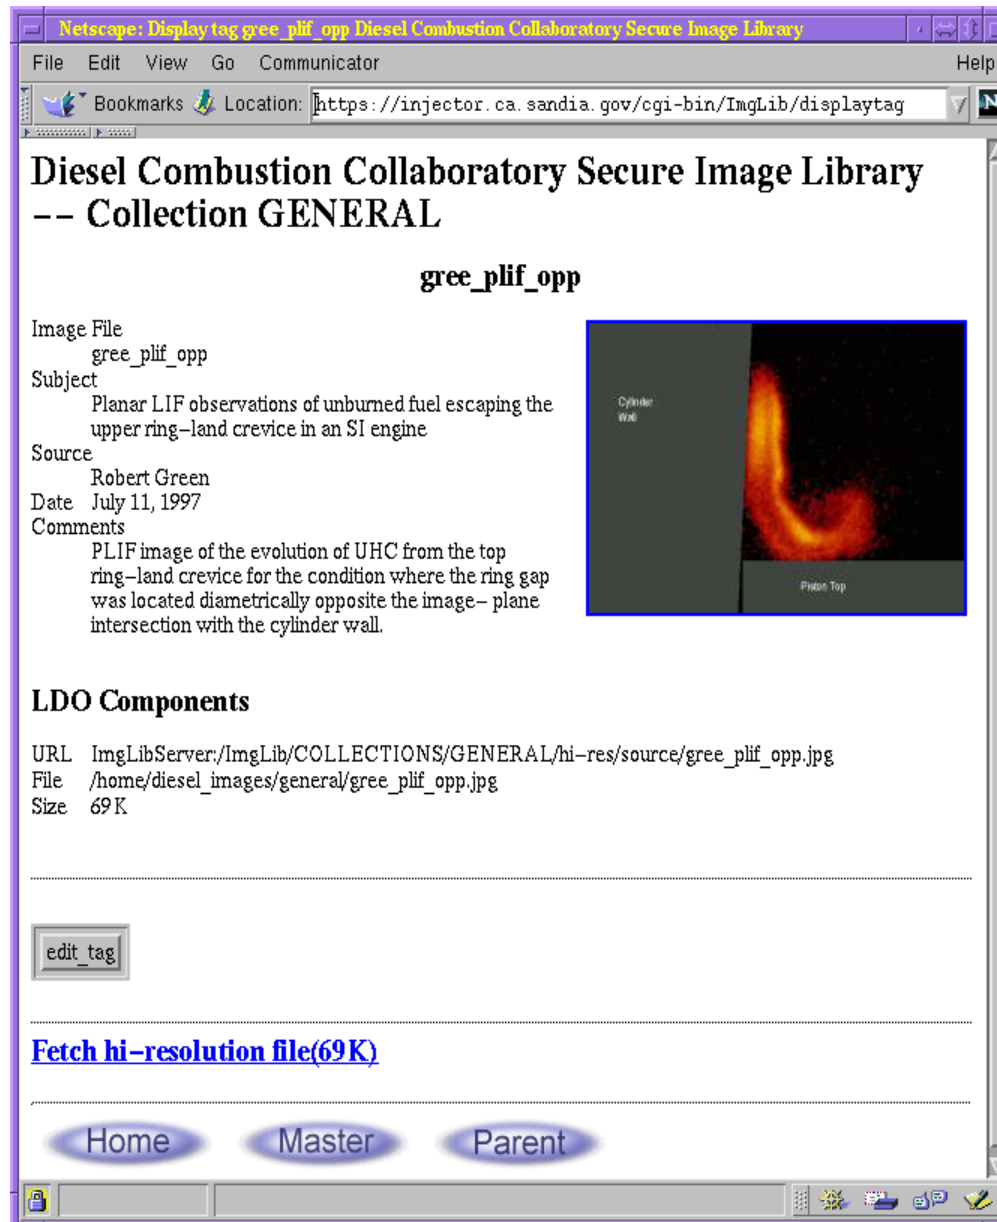 Netscape: Display tag gree_plif_opp Diesel Combustion Collaboratory Secure Image Library
File Edit View Go Communicator Help
Bookmarks Location: https://injector.ca.sandia.gov/cgi-bin/ImgLib/displaytag N
Diesel Combustion Collaboratory Secure Image Library
-- Collection GENERAL
gree_plif_opp
Image File
gree_plif_opp
Subject
Planar LIF observations of unburned fuel escaping the
upper ring-land crevice in an SI engine
Source
Robert Green
Date July 11, 1997
Comments
PLIF image of the evolution of UHC from the top
ring-land crevice for the condition where the ring gap
was located diametrically opposite the image- plane
intersection with the cylinder wall.
Cylinder
Wall
Piston Top
LDO Components
URL ImgLibServer:/ImgLib/COLLECTIONS/GENERAL/hi-res/source/gree_plif_opp.jpg
File /home/diesel_images/general/gree_plif_opp.jpg
Size 69K
edit_tag
Fetch hi-resolution file(69K)
Home Master Parent